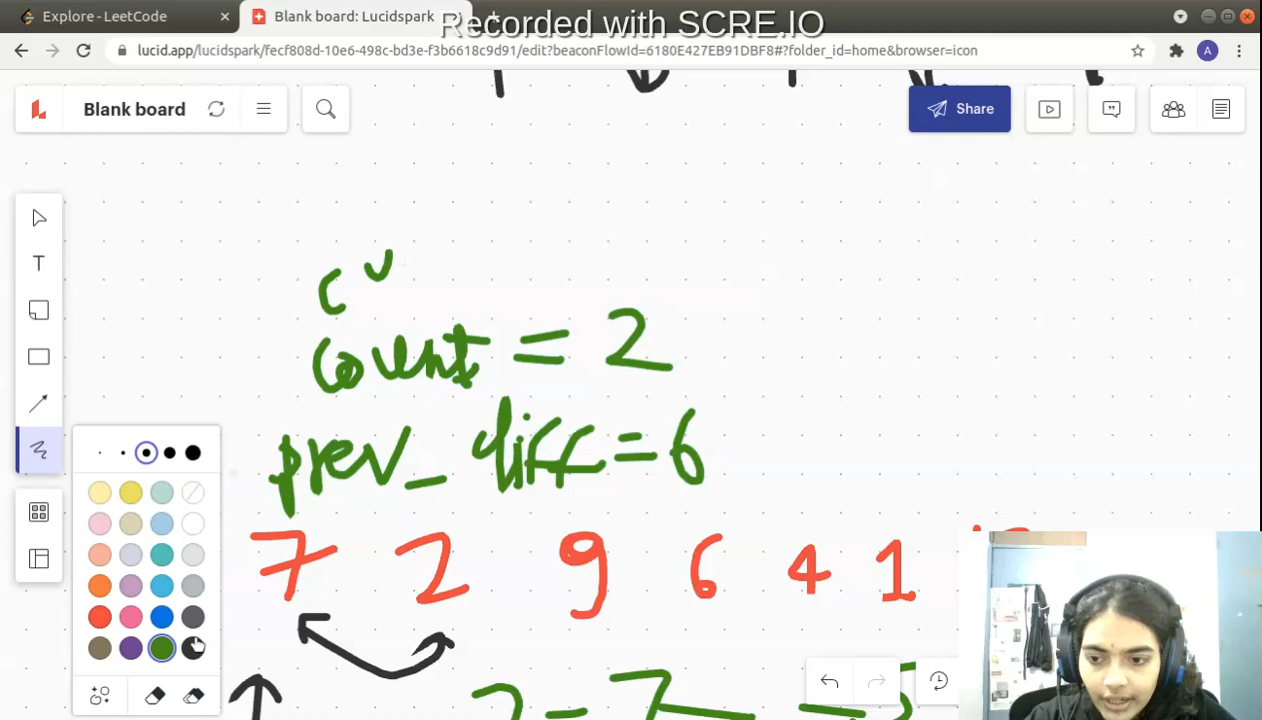 Explore - LeetCode
Blank board: Lucidspark
Recorded with SCRE.IO
lucid.app/lucidspark/fecf808d-10e6-498c-bd3e-f3b6618c9d91/edit?beaconFlowId=6180E427EB91DBF8#?folder_id=home&browser=icon
A
Blank board
Share
T
cu
count = 2
prev_diff=6
7 2 9 6 4 1